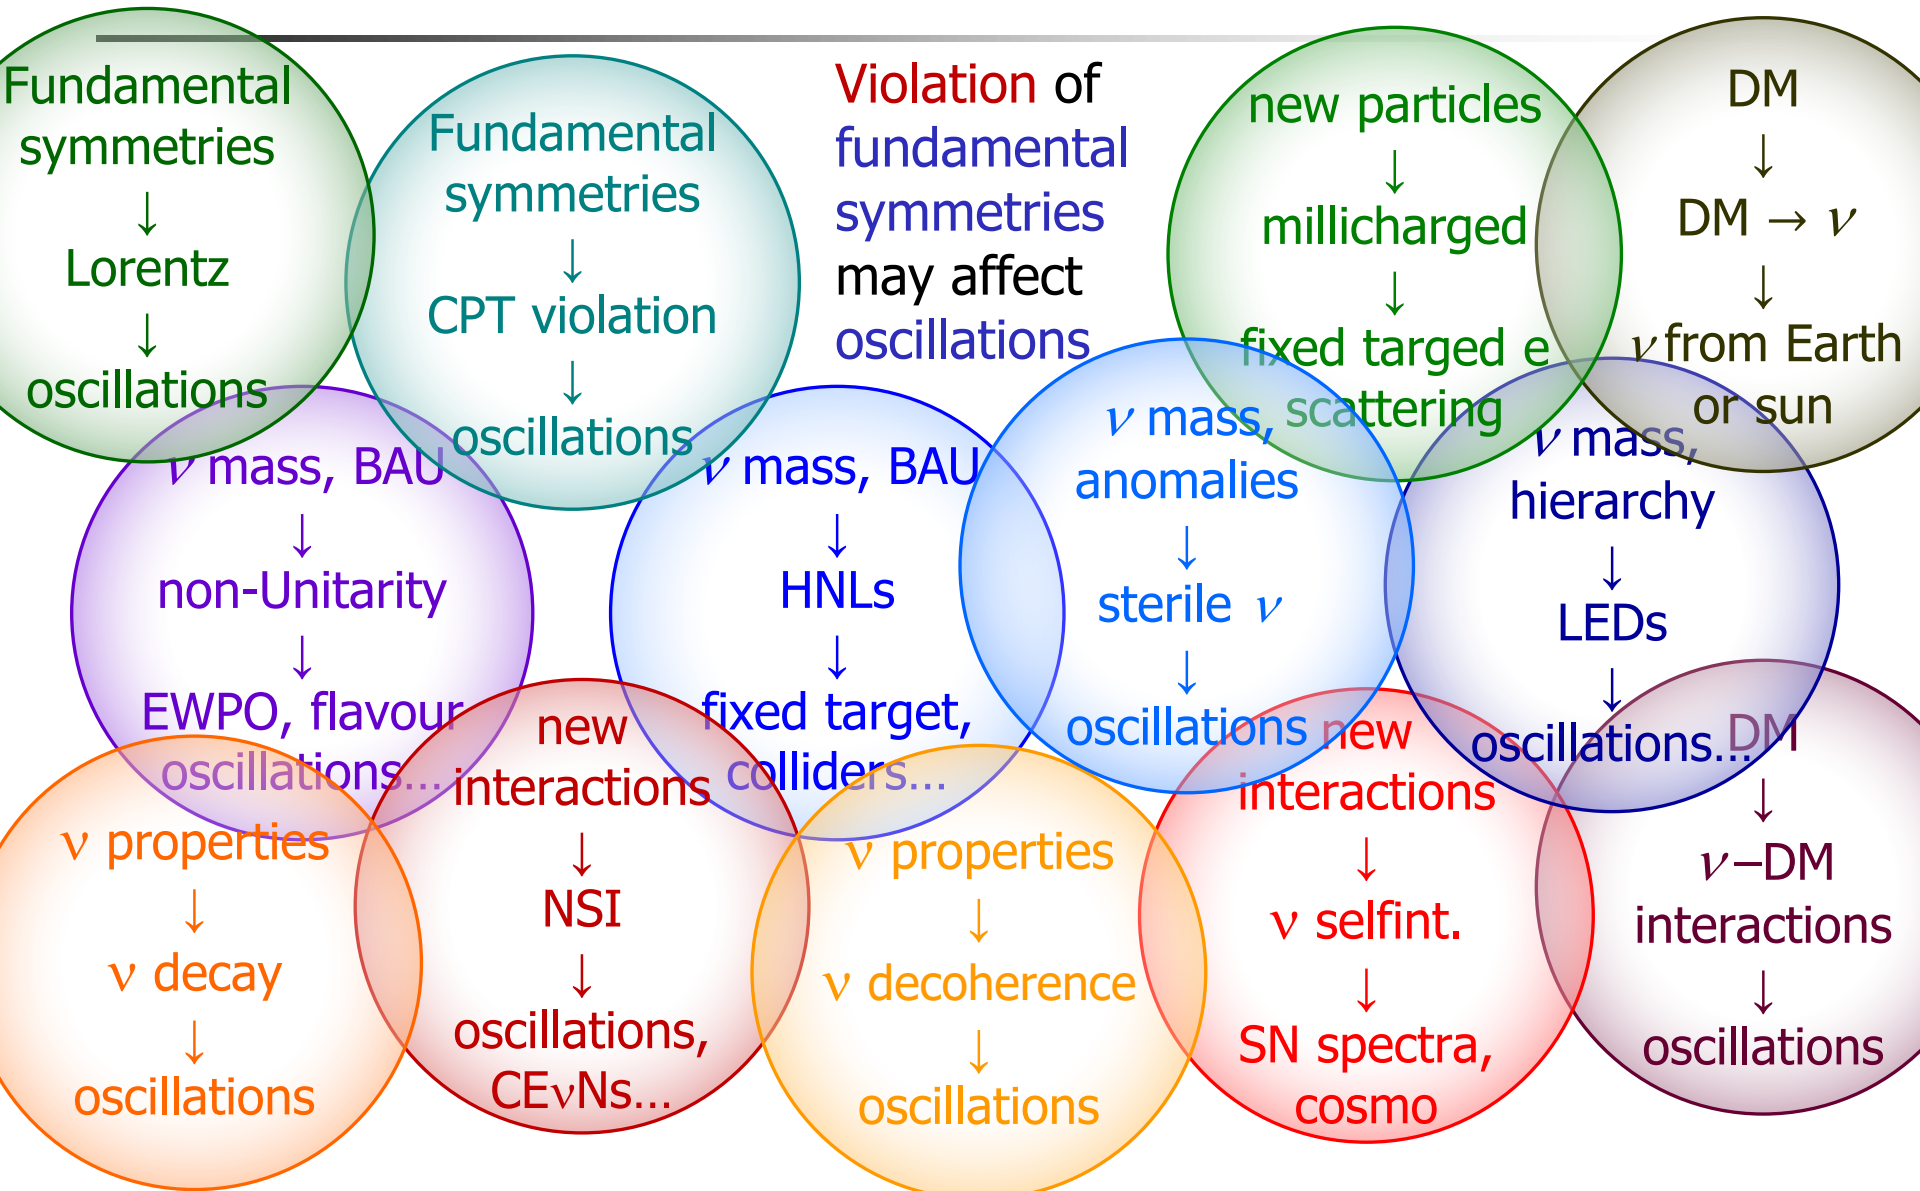 Fundamental
symmetries
↓
Lorentz
↓
oscillations
Fundamental
symmetries
↓
CPT violation
↓
oscillations
Violation of
fundamental
symmetries
may affect
oscillations
new particles
↓
millicharged
↓
fixed targed e
scattering
DM
↓
DM → ν
↓
ν from Earth
or sun
ν mass, BAU
↓
non-Unitarity
↓
EWPO, flavour
oscillations...
ν mass, BAU
↓
HNLs
↓
fixed target,
colliders...
ν mass,
anomalies
↓
sterile ν
↓
oscillations
ν mass,
hierarchy
↓
LEDs
↓
oscillations...
ν properties
↓
ν decay
↓
oscillations
new
interactions
↓
NSI
↓
oscillations,
CEνNs...
ν properties
↓
ν decoherence
↓
oscillations
new
interactions
↓
ν selfint.
↓
SN spectra,
cosmo
DM
↓
ν–DM
interactions
↓
oscillations